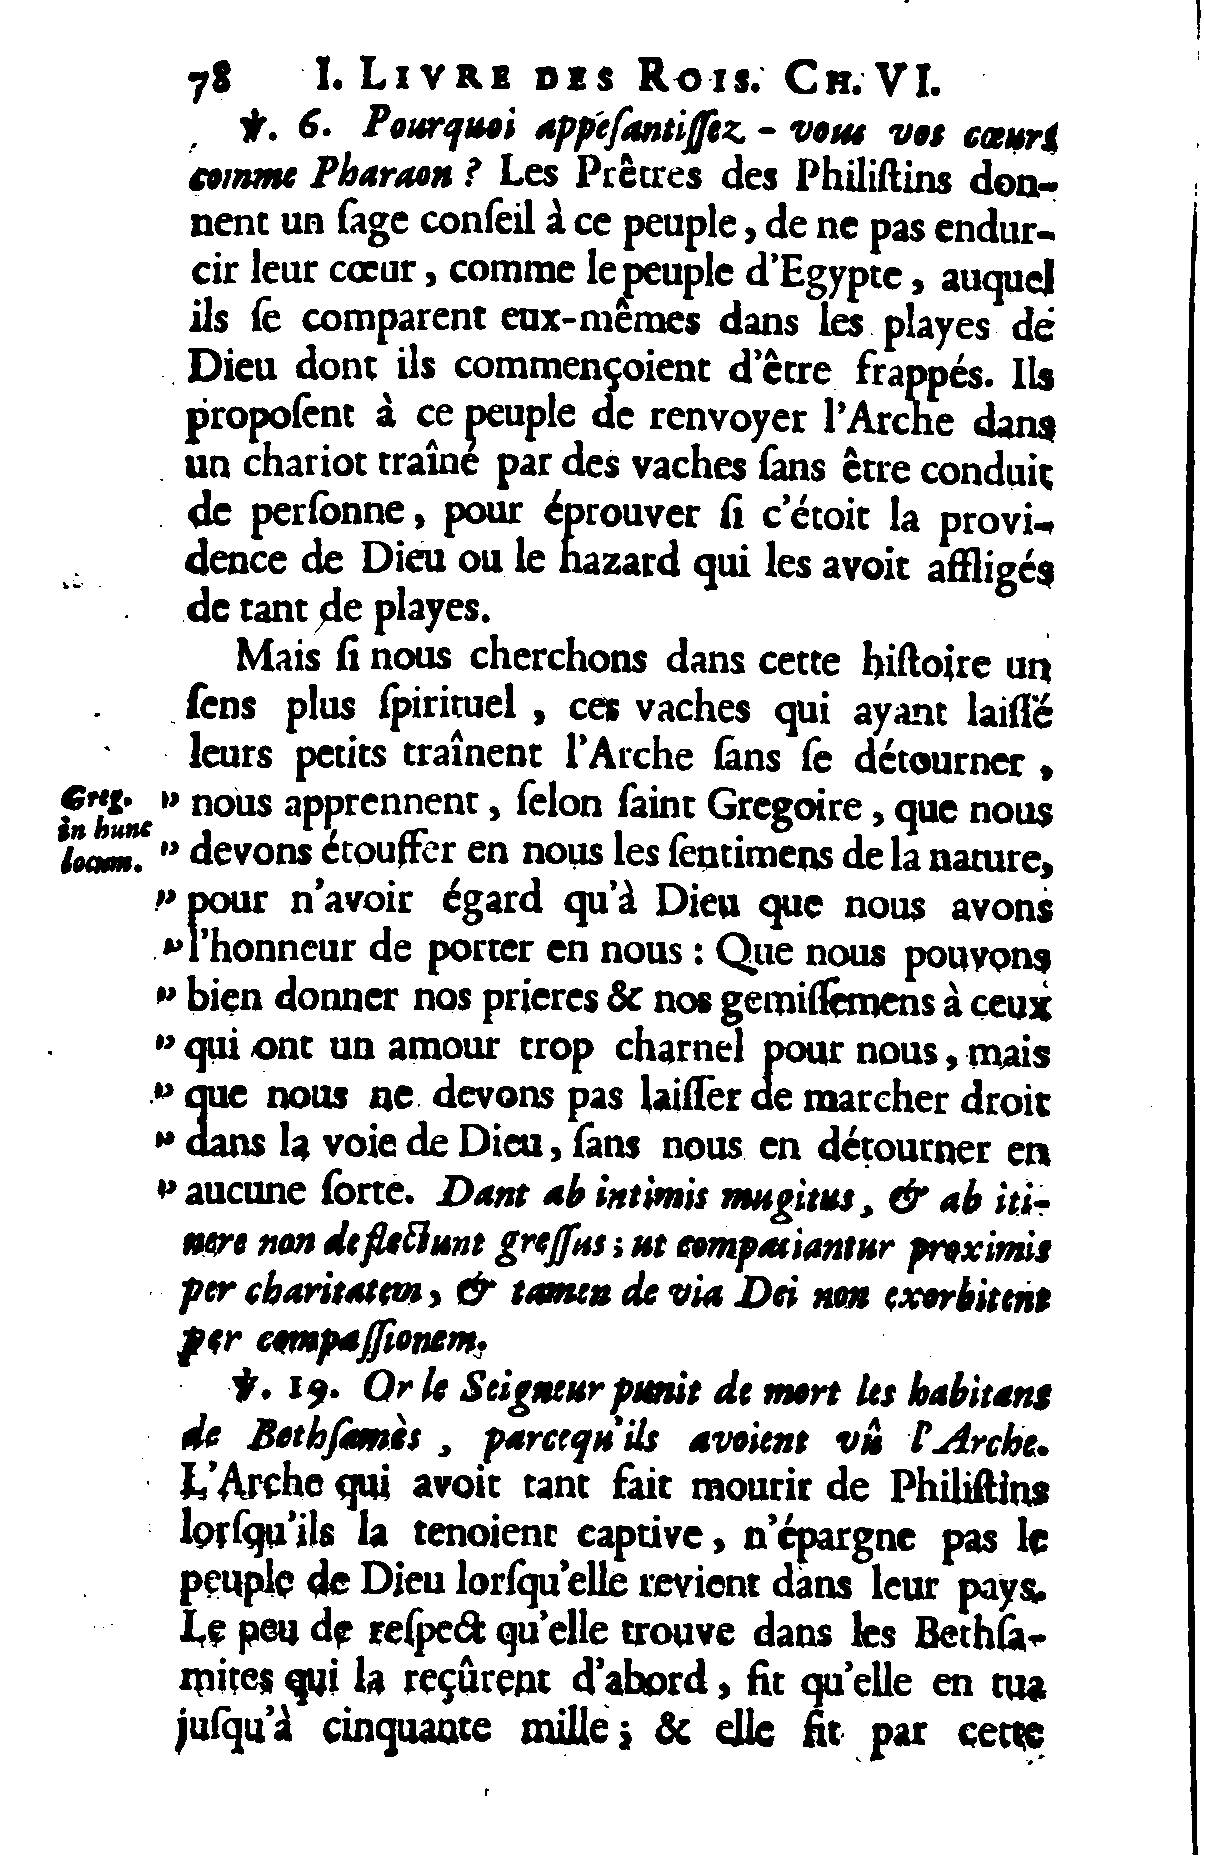 78 I. LIVRE DES ROIS. CH. VI.
℣. 6. Pourquoi appesantiſſez-vous vos cœurs
comme Pharaon? Les Prêtres des Philiſtins don-
nent un ſage conſeil à ce peuple, de ne pas endur-
cir leur cœur, comme le peuple d'Egypte, auquel
ils ſe comparent eux-mêmes dans les playes de
Dieu dont ils commençoient d'être frappés. Ils
propoſent à ce peuple de renvoyer l'Arche dans
un chariot traîné par des vaches ſans être conduit
de perſonne, pour éprouver ſi c'étoit la provi-
dence de Dieu ou le hazard qui les avoit affligés
de tant de playes.
Mais ſi nous cherchons dans cette hiſtoire un
ſens plus ſpirituel, ces vaches qui ayant laiſſé
leurs petits traînent l'Arche ſans ſe détourner,
Greg.
in hunc
locum.
" nous apprennent, ſelon ſaint Gregoire, que nous
" devons étouffer en nous les ſentimens de la nature,
" pour n'avoir égard qu'à Dieu que nous avons
" l'honneur de porter en nous: Que nous pouvons
" bien donner nos prieres & nos gemiſſemens à ceux
" qui ont un amour trop charnel pour nous, mais
" que nous ne devons pas laiſſer de marcher droit
" dans la voie de Dieu, ſans nous en détourner en
" aucune ſorte. Dant ab intimis mugitus, & ab iti-
nere non deflectunt greſſus; ut compatiantur proximis
per charitatem, & tamen de via Dei non exorbitent
per compaſſionem.
℣. 19. Or le Seigneur punit de mort les habitans
de Bethſamès, parcequ'ils avoient vû l'Arche.
L'Arche qui avoit tant fait mourir de Philiſtins
lorſqu'ils la tenoient captive, n'épargne pas le
peuple de Dieu lorſqu'elle revient dans leur pays.
Le peu de reſpect qu'elle trouve dans les Bethſa-
mites qui la reçûrent d'abord, fit qu'elle en tua
juſqu'à cinquante mille; & elle fit par cette